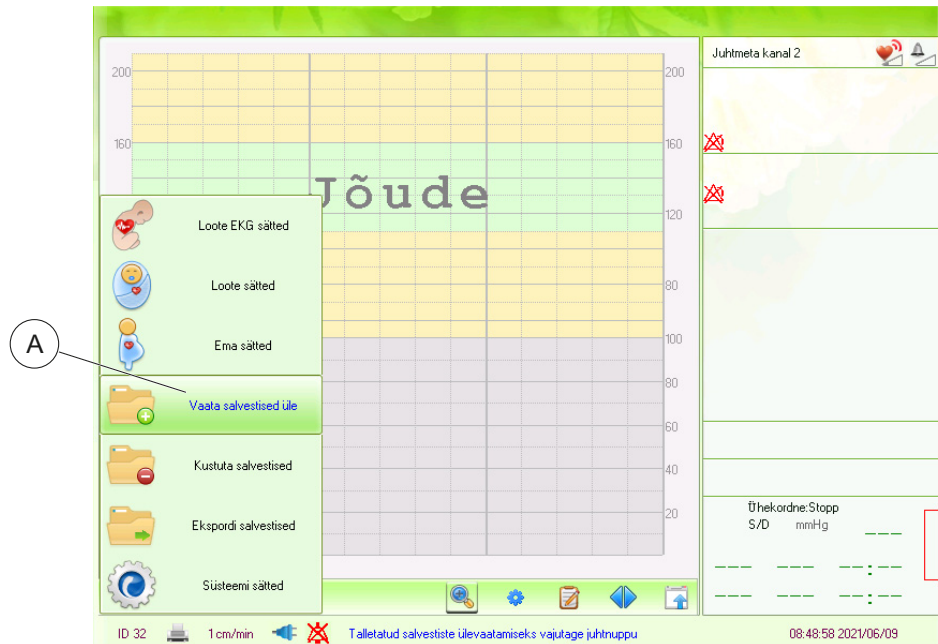 Juhtmeta kanal 2
200
200
160
160
Jõude
120
80
100
80
60
40
20
Loote EKG sätted
Loote sätted
Ema sätted
A
Vaata salvestised üle
Kustuta salvestised
Ekspordi salvestised
Süsteemi sätted
Ühekordne:Stopp
S/D mmHg ---
--- --- --:--
--- --- --:--
ID 32 1 cm/min Talletatud salvestiste ülevaatamiseks vajutage juhtnuppu 08:48:58 2021/06/09